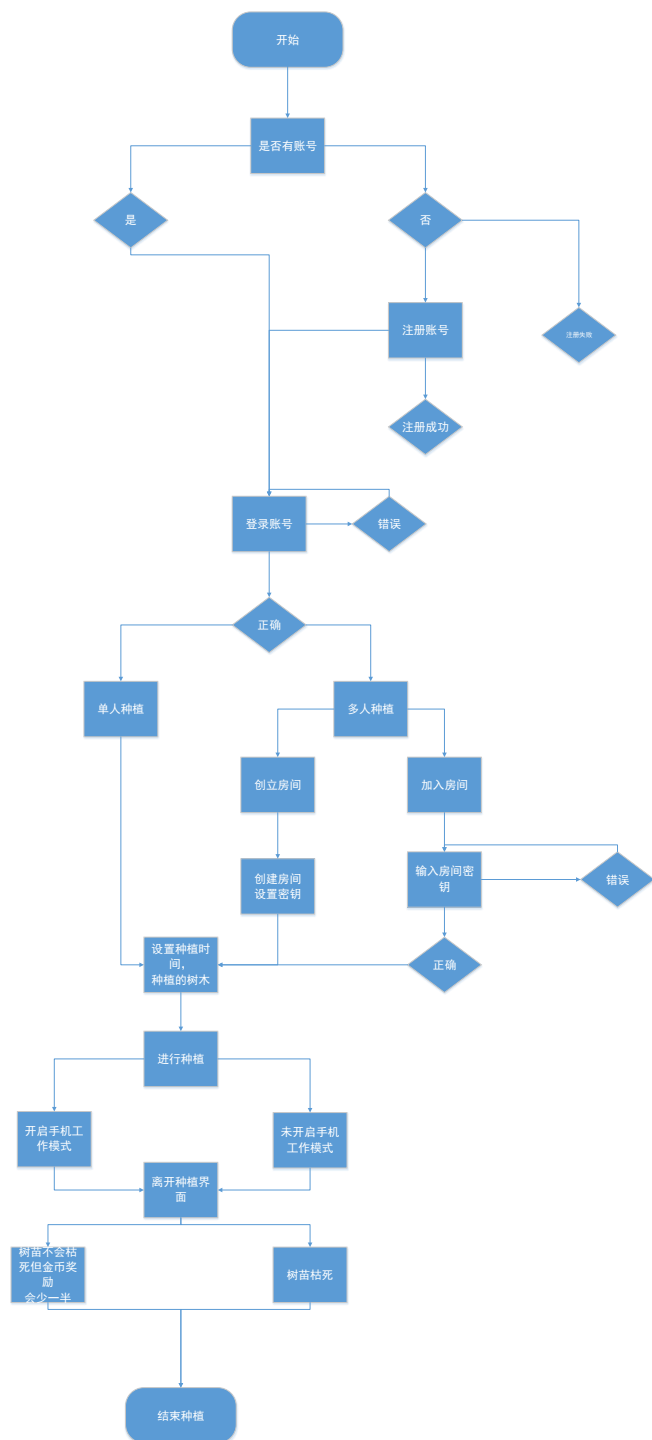 开始
是否有账号
是
否
注册账号
注册失败
注册成功
登录账号
错误
正确
单人种植
多人种植
创立房间
加入房间
创建房间
设置密钥
输入房间密
钥
错误
设置种植时
间，
种植的树木
正确
进行种植
开启手机工
作模式
未开启手机
工作模式
离开种植界
面
树苗不会枯
死但金币奖
励
会少一半
树苗枯死
结束种植